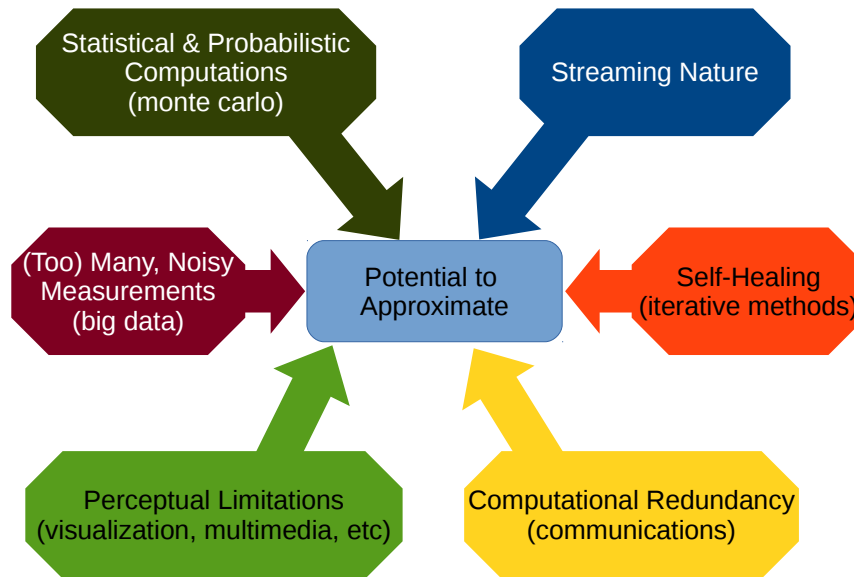 Statistical & Probabilistic
Computations
(monte carlo)
Streaming Nature
(Too) Many, Noisy
Measurements
(big data)
Potential to
Approximate
Self-Healing
(iterative methods)
Perceptual Limitations
(visualization, multimedia, etc)
Computational Redundancy
(communications)